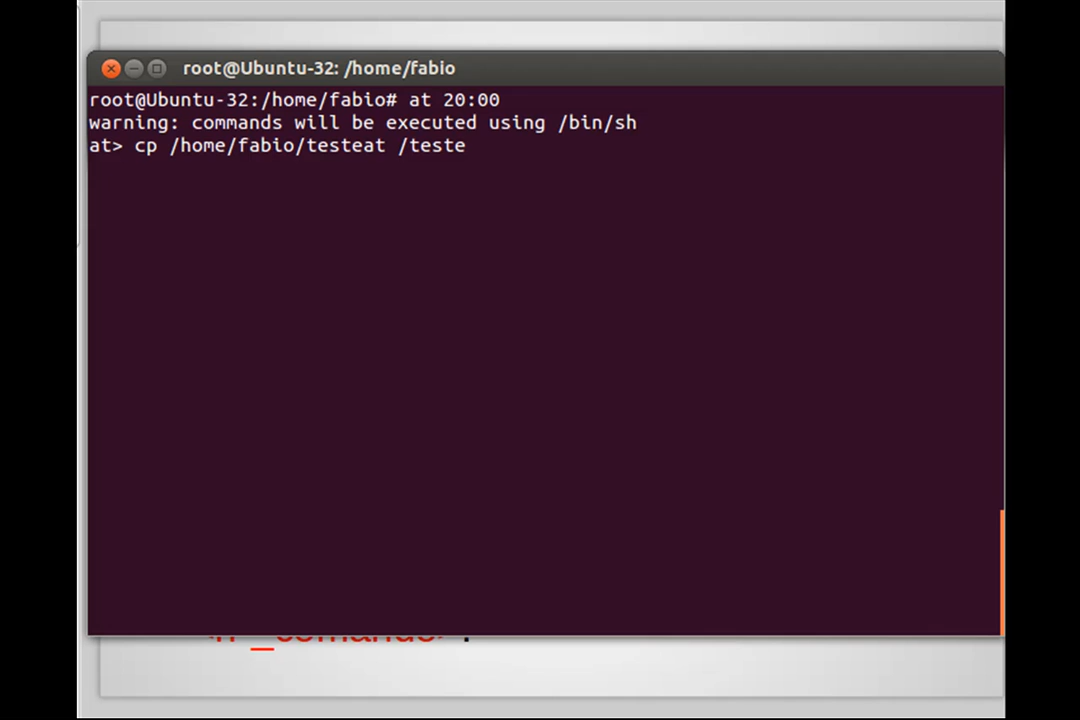 root@Ubuntu-32: /home/fabio
root@Ubuntu-32:/home/fabio# at 20:00
warning: commands will be executed using /bin/sh
at> cp /home/fabio/testeat /teste